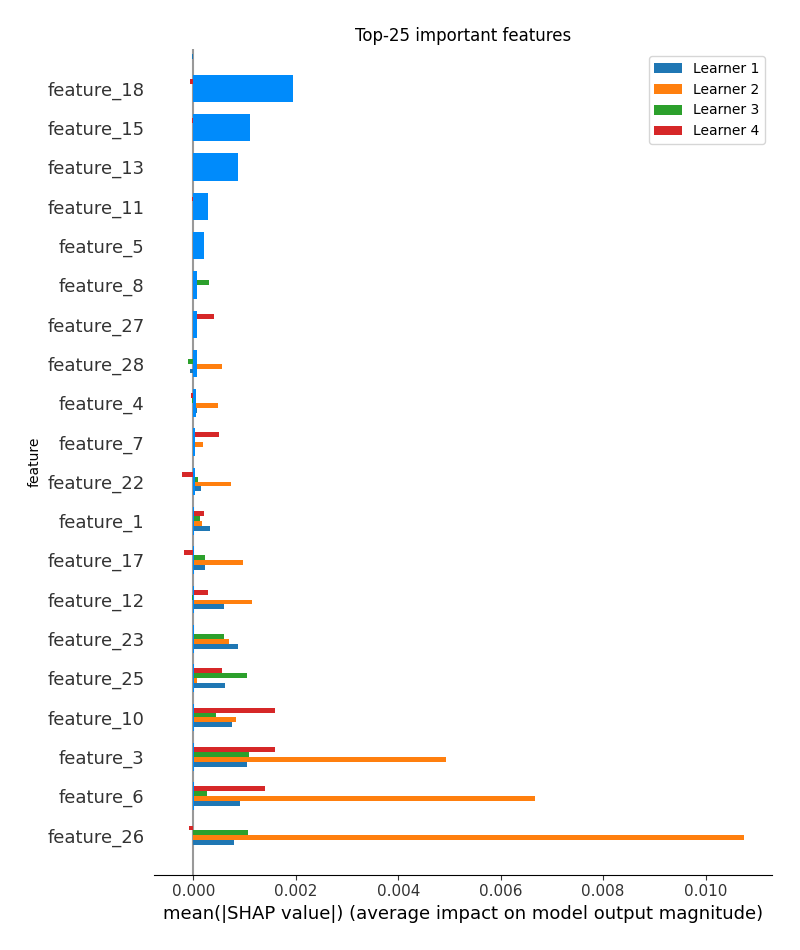 Top-25 important features
Learner 1
Learner 2
Learner 3
Learner 4
feature_18
feature_15
feature_13
feature_11
feature_5
feature_8
feature_27
feature_28
feature_4
feature_7
feature_22
feature_1
feature_17
feature_12
feature_23
feature_25
feature_10
feature_3
feature_6
feature_26
feature
0.000 0.002 0.004 0.006 0.008 0.010
mean(|SHAP value|) (average impact on model output magnitude)